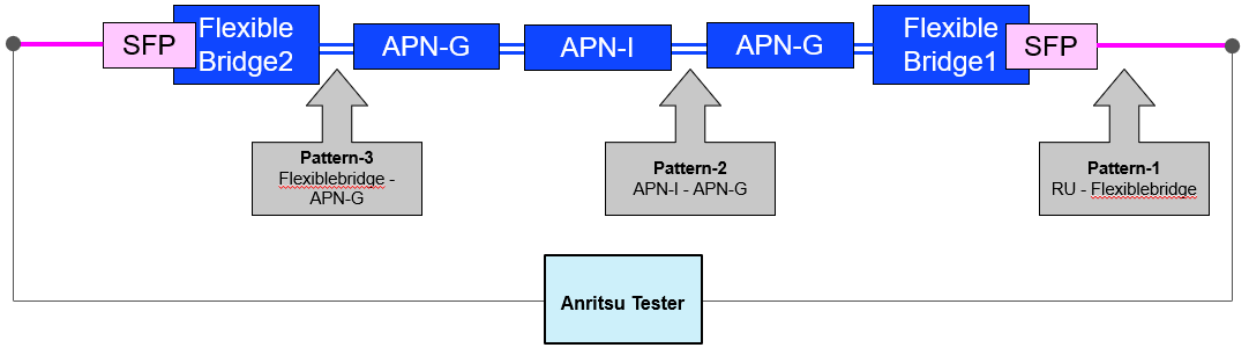 SFP
Flexible
Bridge2
APN-G
APN-I
APN-G
Flexible
Bridge1
SFP
Pattern-3
Flexiblebridge -
APN-G
Pattern-2
APN-I - APN-G
Pattern-1
RU - Flexiblebridge
Anritsu Tester